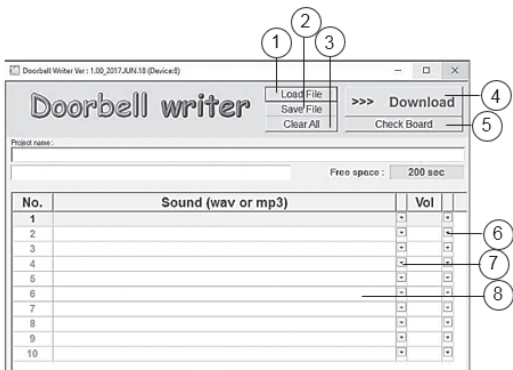 1
2
3
Doorbell Writer Ver : 1.00_2017.JUN.18 (Device:8)
Doorbell writer
Load File
Save File
Clear All
>>> Download
Check Board
4
5
Project name :
Free space : 200 sec
No. Sound (wav or mp3) Vol
1
2
3
4
5
6
7
8
9
10
6
7
8